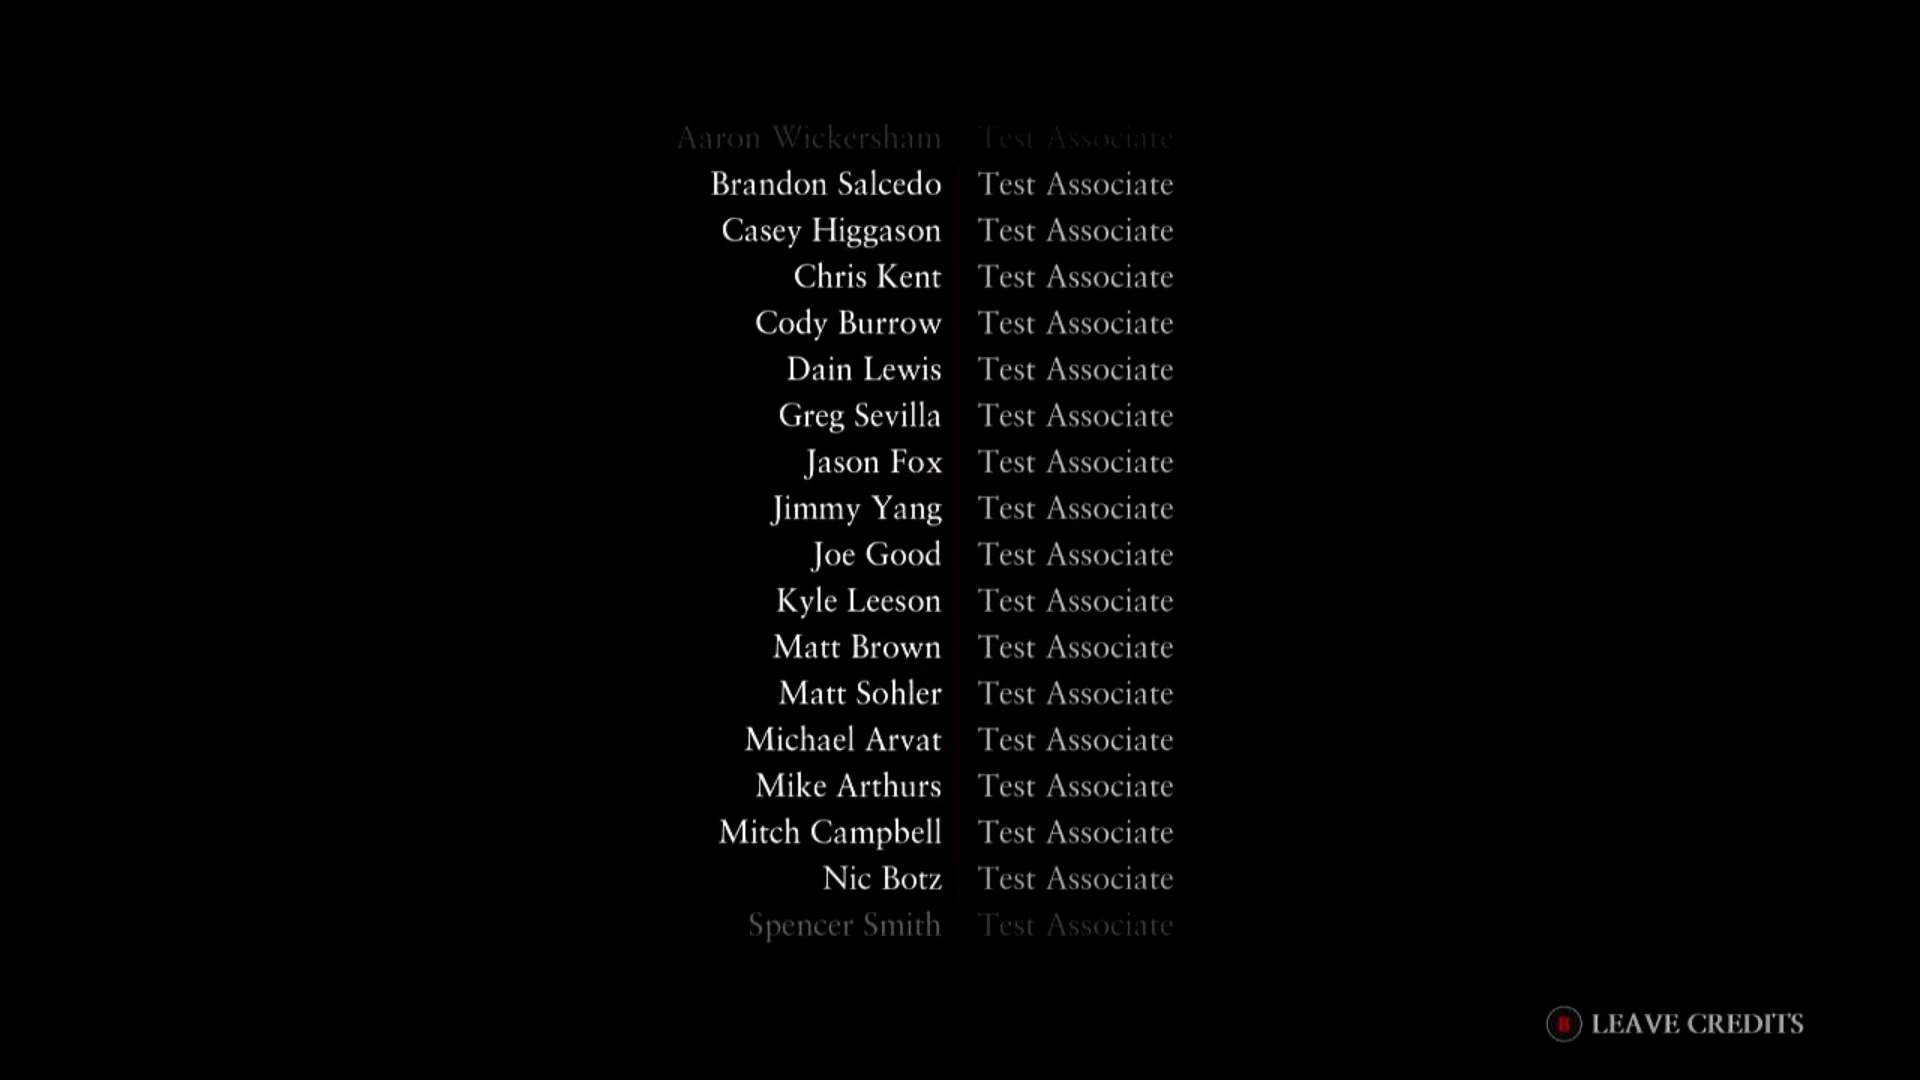 Aaron Wickersham Test Associate
Brandon Salcedo Test Associate
Casey Higgason Test Associate
Chris Kent Test Associate
Cody Burrow Test Associate
Dain Lewis Test Associate
Greg Sevilla Test Associate
Jason Fox Test Associate
Jimmy Yang Test Associate
Joe Good Test Associate
Kyle Leeson Test Associate
Matt Brown Test Associate
Matt Sohler Test Associate
Michael Arvat Test Associate
Mike Arthurs Test Associate
Mitch Campbell Test Associate
Nic Botz Test Associate
Spencer Smith Test Associate
B LEAVE CREDITS